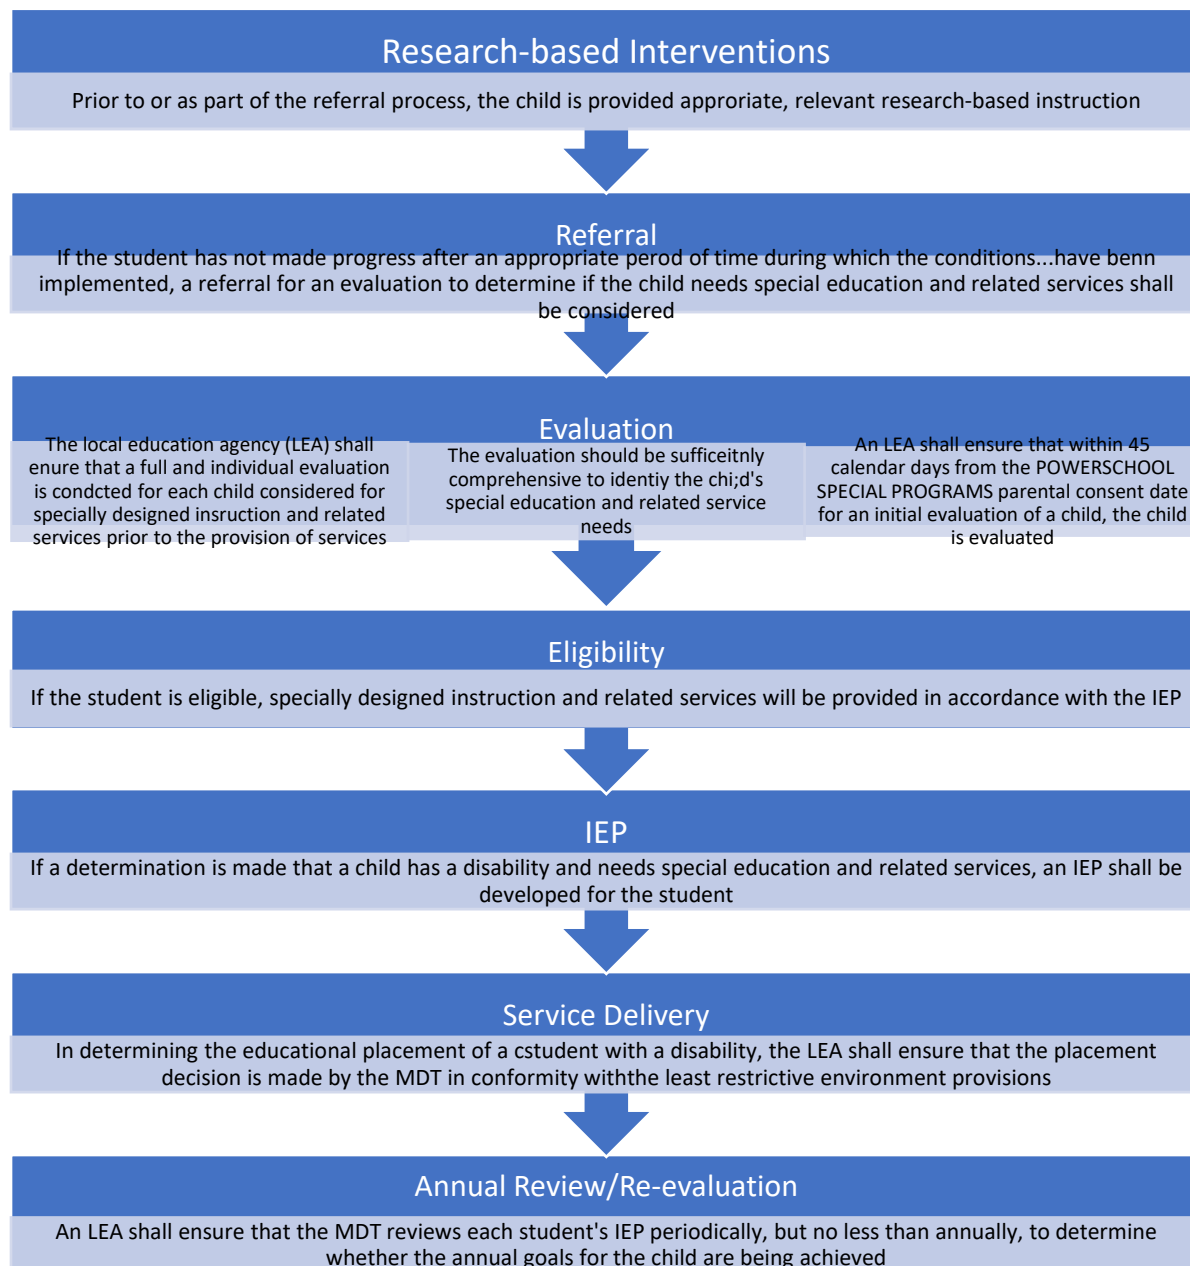 Research-based Interventions
Prior to or as part of the referral process, the child is provided approriate, relevant research-based instruction
Referral
If the student has not made progress after an appropriate perod of time during which the conditions...have benn
implemented, a referral for an evaluation to determine if the child needs special education and related services shall
be considered
Evaluation
The local education agency (LEA) shall
enure that a full and individual evaluation
is condcted for each child considered for
specially designed insruction and related
services prior to the provision of services
The evaluation should be sufficeitnly
comprehensive to identiy the chi;d's
special education and related service
needs
An LEA shall ensure that within 45
calendar days from the POWERSCHOOL
SPECIAL PROGRAMS parental consent date
for an initial evaluation of a child, the child
is evaluated
Eligibility
If the student is eligible, specially designed instruction and related services will be provided in accordance with the IEP
IEP
If a determination is made that a child has a disability and needs special education and related services, an IEP shall be
developed for the student
Service Delivery
In determining the educational placement of a cstudent with a disability, the LEA shall ensure that the placement
decision is made by the MDT in conformity withthe least restrictive environment provisions
Annual Review/Re-evaluation
An LEA shall ensure that the MDT reviews each student's IEP periodically, but no less than annually, to determine
whether the annual goals for the child are being achieved